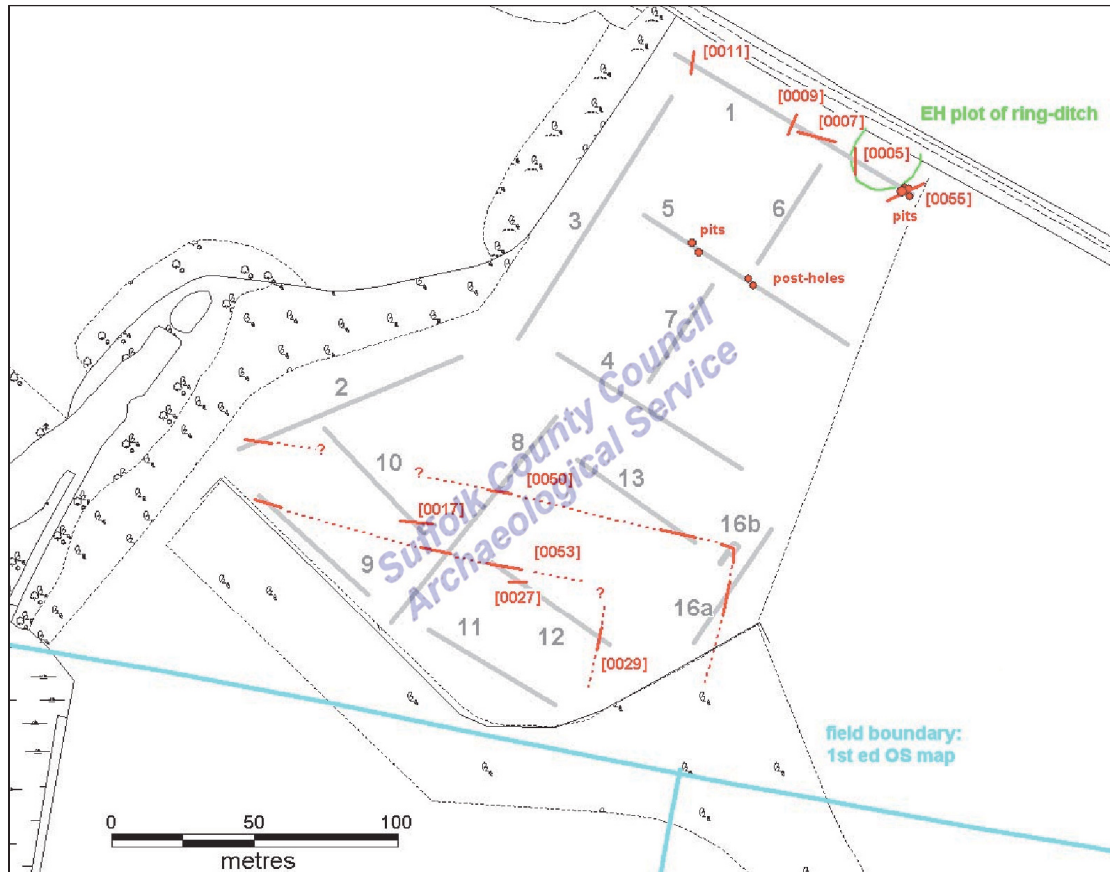 [0011]
[0009]
1
[0007]
EH plot of ring-ditch
[0005]
[0055]
pits
3
5
6
pits
post-holes
7
4
2
Suffolk County Council
Archaeological Service
8
?
10
?
[0050]
13
[0017]
16b
9
[0053]
[0027]
?
16a
11
12
[0029]
field boundary:
1st ed OS map
0 50 100
metres